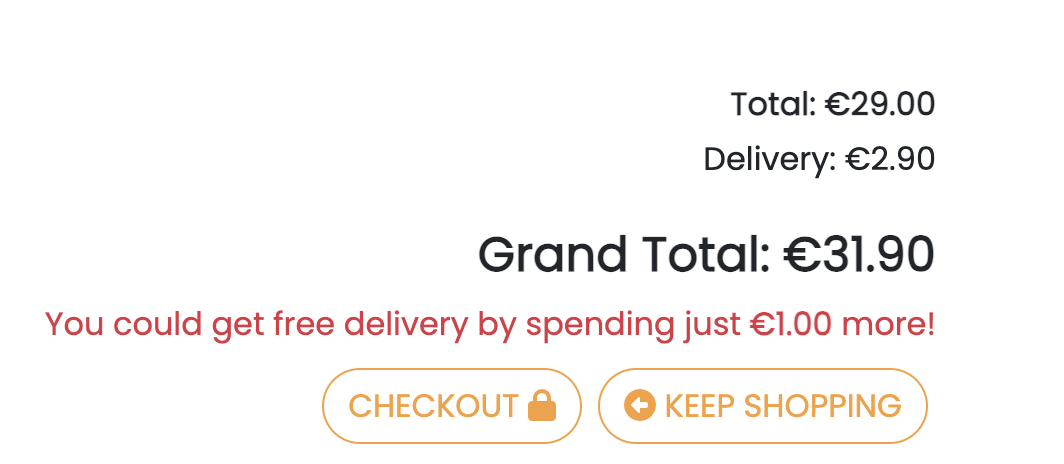 Total: €29.00
Delivery: €2.90
Grand Total: €31.90
You could get free delivery by spending just €1.00 more!
CHECKOUT KEEP SHOPPING